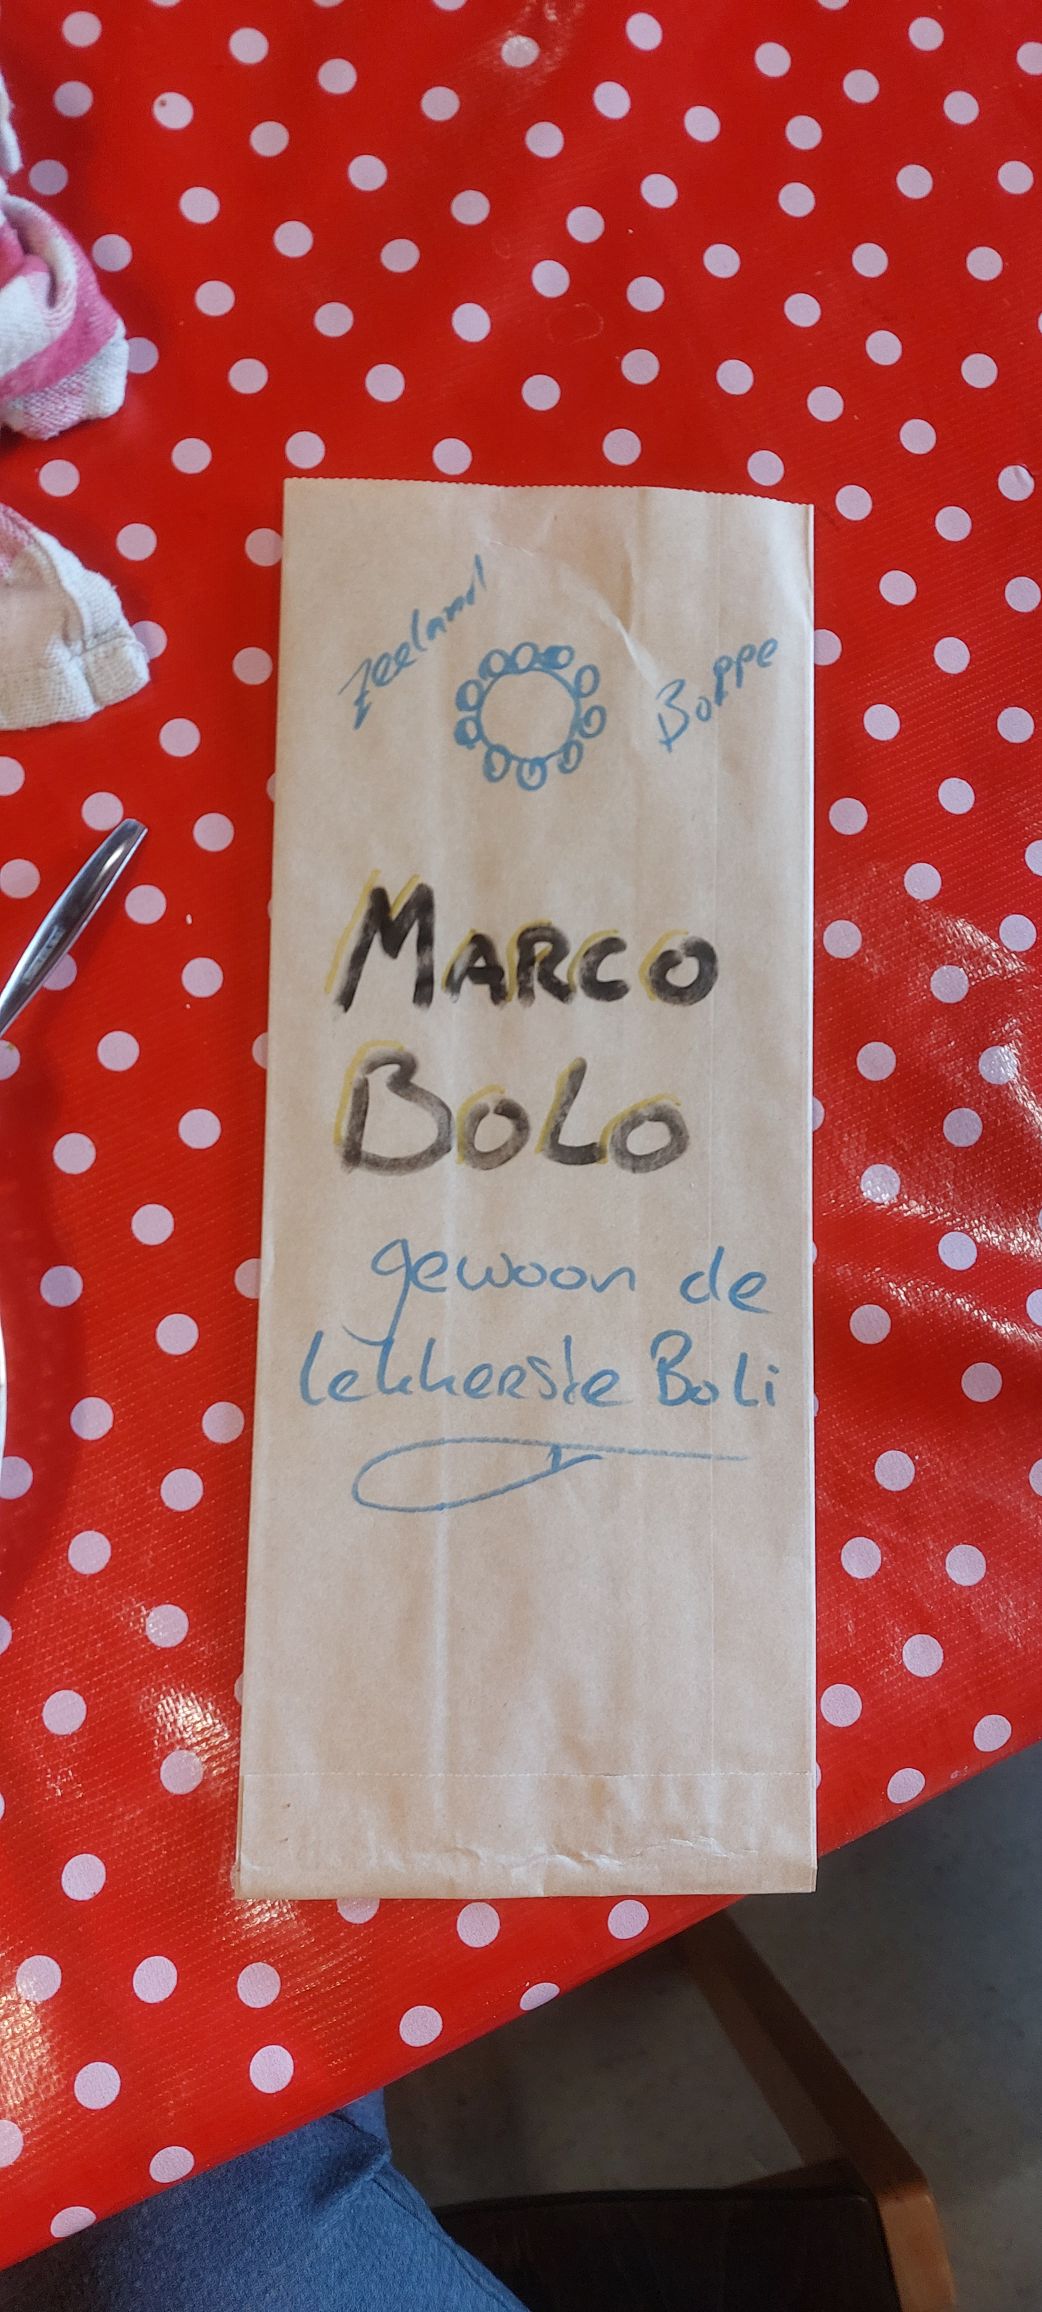 Zeeland
Boppe
MARCO
BOLO
gewoon de
lekkerste Boli